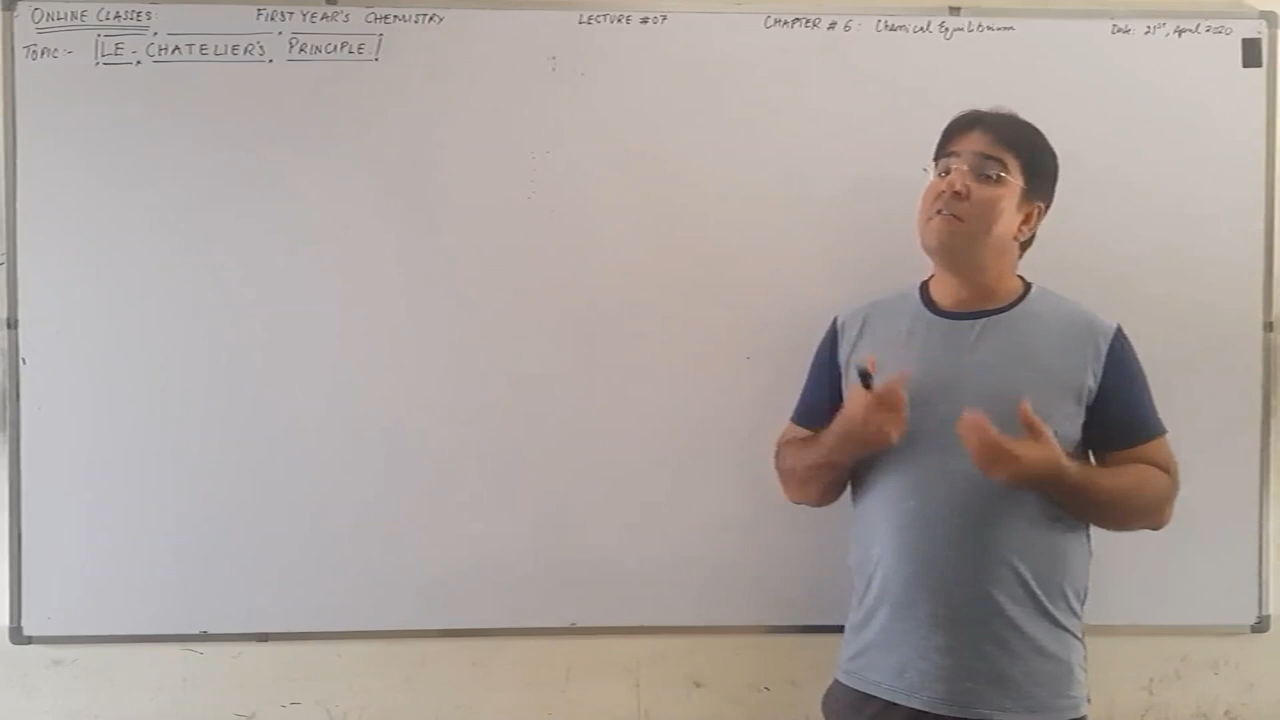 ONLINE CLASSES: FIRST YEAR'S CHEMISTRY LECTURE #07 CHAPTER # 6: Chemical Equilibrium Date: 21st, April 2020
TOPIC:- LE-CHATELIER'S PRINCIPLE: